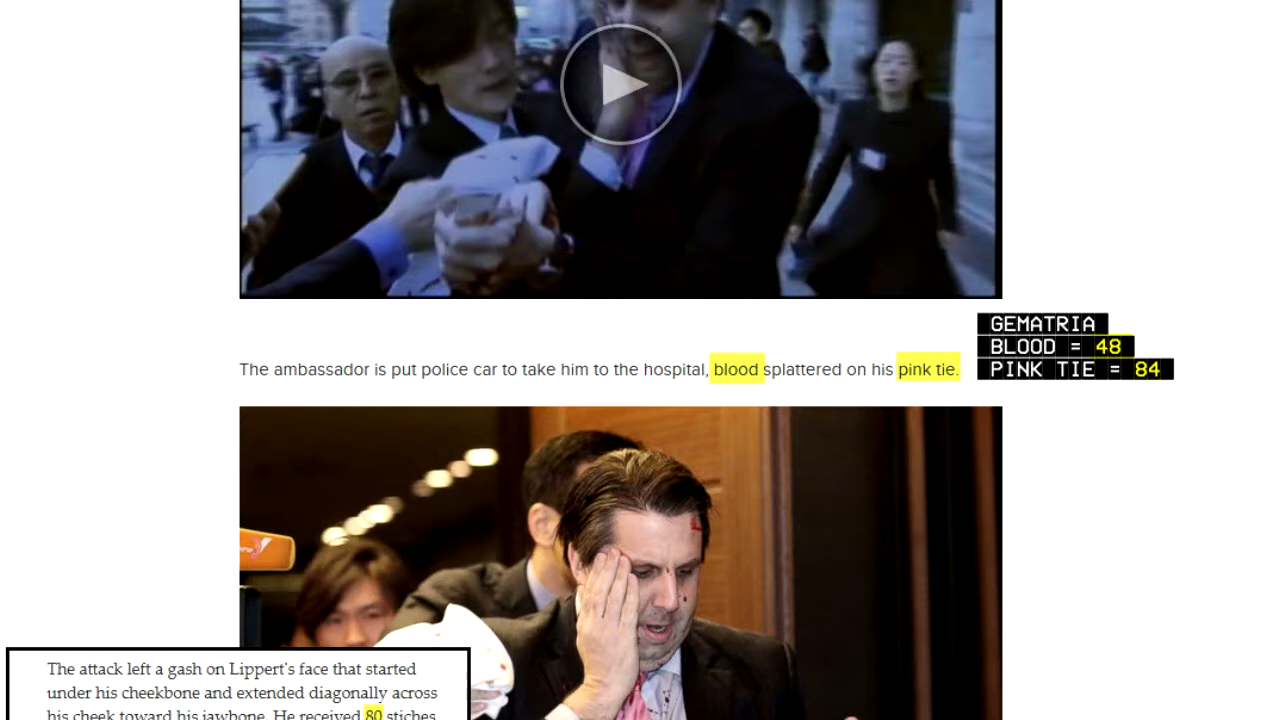 GEMATRIA
BLOOD = 48
The ambassador is put police car to take him to the hospital, blood splattered on his pink tie.
PINK TIE = 84
The attack left a gash on Lippert's face that started
under his cheekbone and extended diagonally across
his cheek toward his jawbone. He received 80 stiches